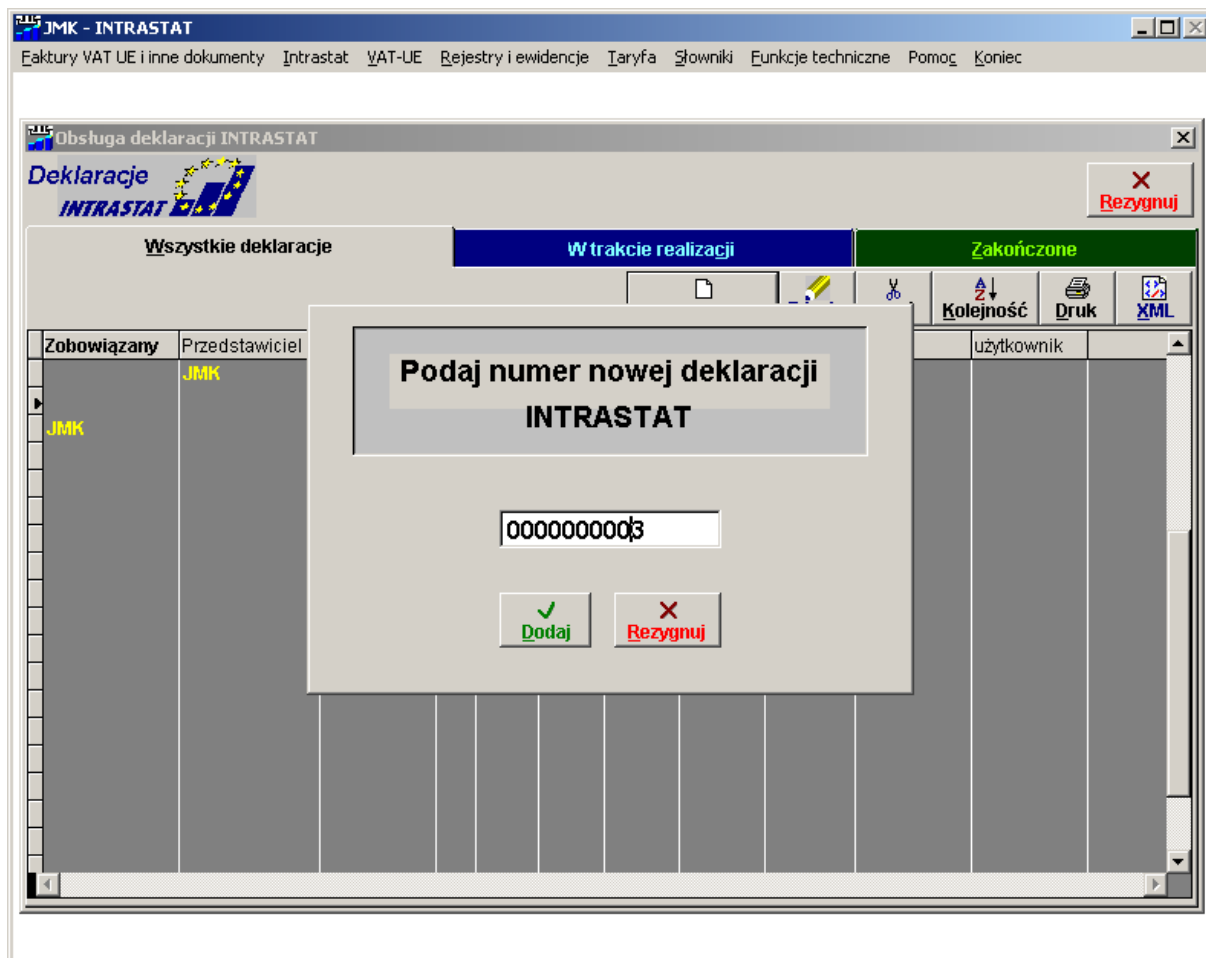 JMK - INTRASTAT
Faktury VAT UE i inne dokumenty Intrastat VAT-UE Rejestry i ewidencje Taryfa Słowniki Funkcje techniczne Pomoc Koniec
Obsługa deklaracji INTRASTAT
Deklaracje
INTRASTAT
Rezygnuj
Wszystkie deklaracje W trakcie realizacji Zakończone
Kolejność Druk XML
Zobowiązany Przedstawiciel użytkownik
JMK
JMK
Podaj numer nowej deklaracji
INTRASTAT
0000000003
Dodaj Rezygnuj